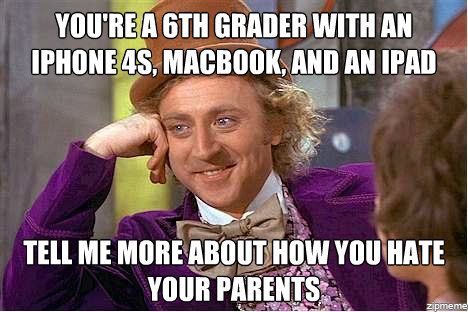 YOU'RE A 6TH GRADER WITH AN
IPHONE 4S, MACBOOK, AND AN IPAD
TELL ME MORE ABOUT HOW YOU HATE
YOUR PARENTS
zipmeme